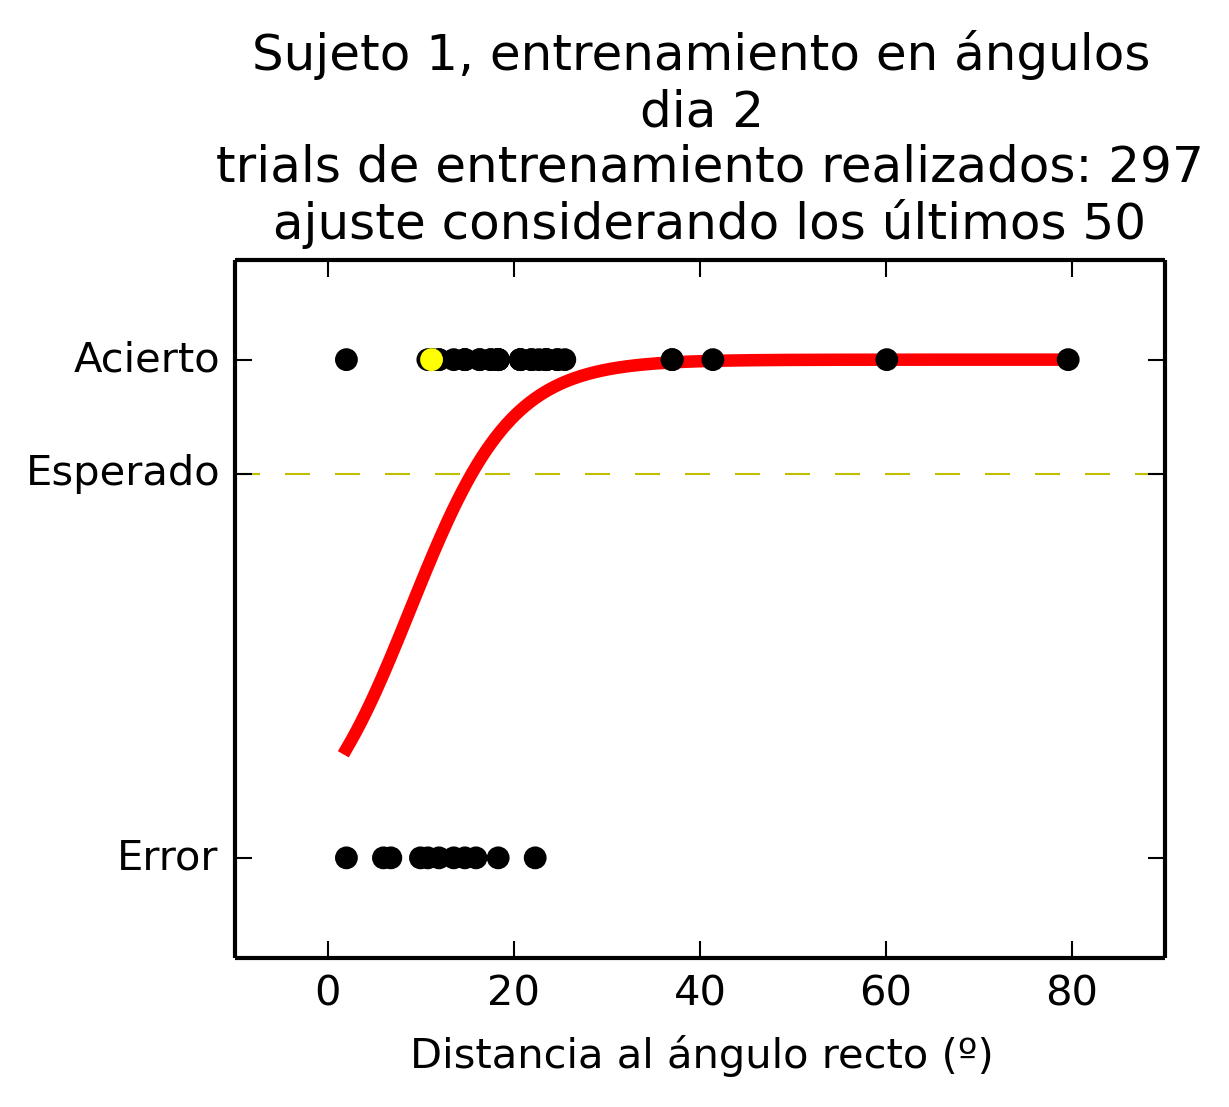 Sujeto 1, entrenamiento en ángulos
dia 2
trials de entrenamiento realizados: 297
ajuste considerando los últimos 50
Acierto
Esperado
Error
0 20 40 60 80
Distancia al ángulo recto (º)